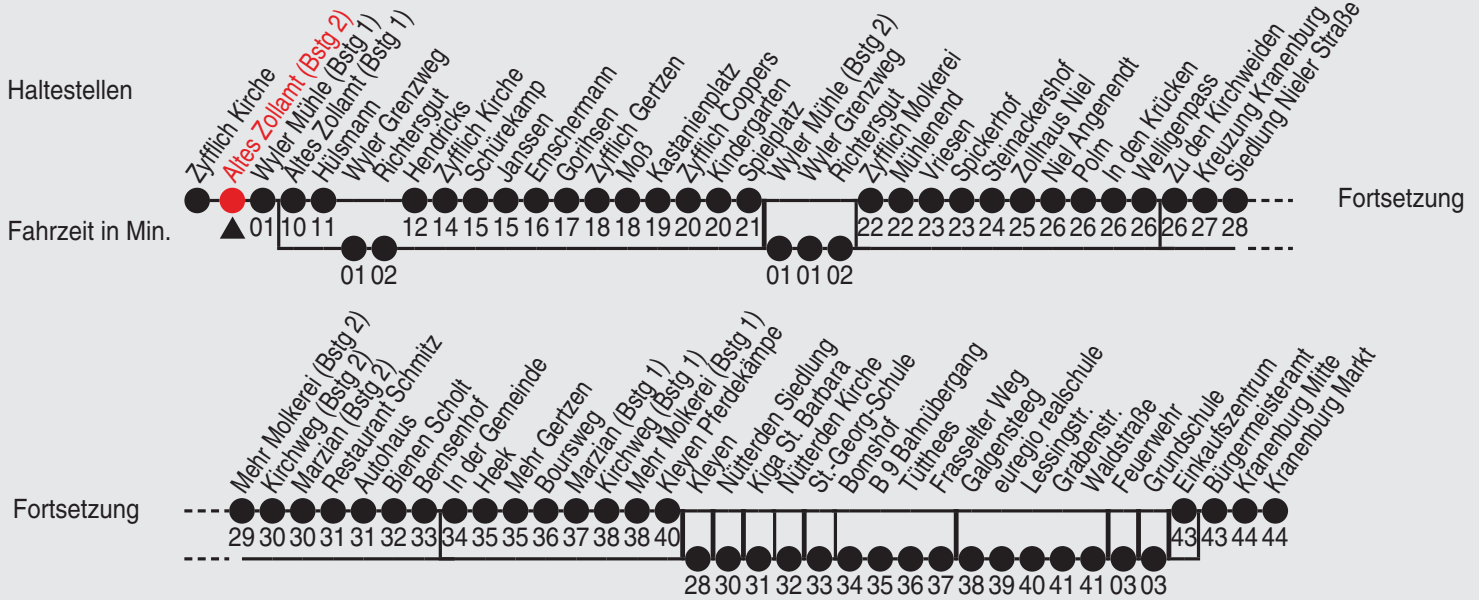 Haltestellen
Zyfflich Kirche
Altes Zollamt (Bstg 2)
Wyler Mühle (Bstg 1)
Altes Zollamt (Bstg 1)
Huismann
Wyler Grenzweg
Richtersgut
Hendricks
Zyfflich Kirche
Schürekamp
Janssen
Emschermann
Gorihsen
Zyfflich Gertzen
Moß
Kastanienplatz
Zyfflich Coppers
Kindergarten
Spielplatz
Wyler Mühle (Bstg 2)
Wyler Grenzweg
Richtersgut
Zyfflich Molkerei
Mühlenend
Vriesen
Spickerhof
Steinackershof
Zollhaus Niel
Niel Angenendt
Polm
In den Krücken
Welligenpass
Zu den Kirchweiden
Kreuzung Kranenburg
Siedlung Nieler Straße
Fortsetzung
Fahrzeit in Min.
01 10 11 12 14 15 15 16 17 18 18 19 20 20 21 22 22 23 23 24 25 26 26 26 26 26 27 28
01 02 01 01 02
Mehr Molkerei (Bstg 2)
Kirchweg (Bstg 2)
Marzian (Bstg 2)
Restaurant Schmitz
Autohaus
Bienen Scholt
Bernsenhof
In der Gemeinde
Heek
Mehr Gertzen
Boursweg
Marzian (Bstg 1)
Kirchweg (Bstg 1)
Mehr Molkerei (Bstg 1)
Kleyen Pferdekämpe
Kleyen
Nütterden Siedlung
Kiga St. Barbara
Nütterden Kirche
St.-Georg-Schule
Bomshof
B 9 Bahnübergang
Tütthees
Frasselter Weg
Galgensteeg
euregio realschule
Lessingstr.
Grabenstr.
Waldstraße
Feuerwehr
Grundschule
Einkaufszentrum
Bürgermeisteramt
Kranenburg Mitte
Kranenburg Markt
Fortsetzung
29 30 30 31 31 32 33 34 35 35 36 37 38 38 40 43 43 44 44
28 30 31 32 33 34 35 36 37 38 39 40 41 41 03 03